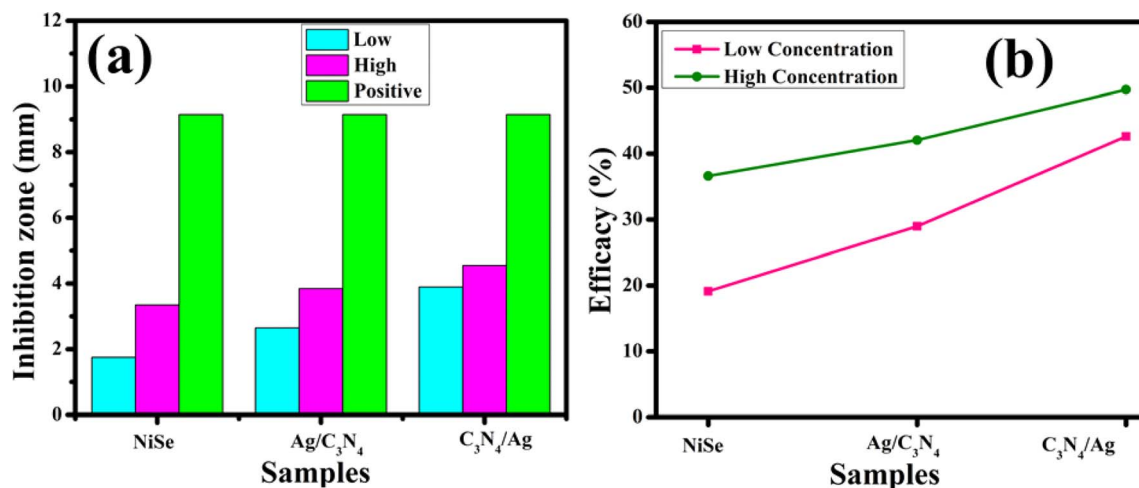 (a)
Low
High
Positive
Inhibition zone (mm)
12
10
8
6
4
2
0
NiSe
Ag/C₃N₄
C₃N₄/Ag
Samples
(b)
Low Concentration
High Concentration
Efficacy (%)
60
50
40
30
20
10
0
NiSe
Ag/C₃N₄
C₃N₄/Ag
Samples